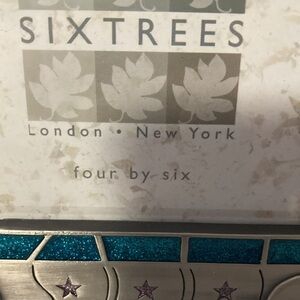 SIXTREES
London • New York
four by six